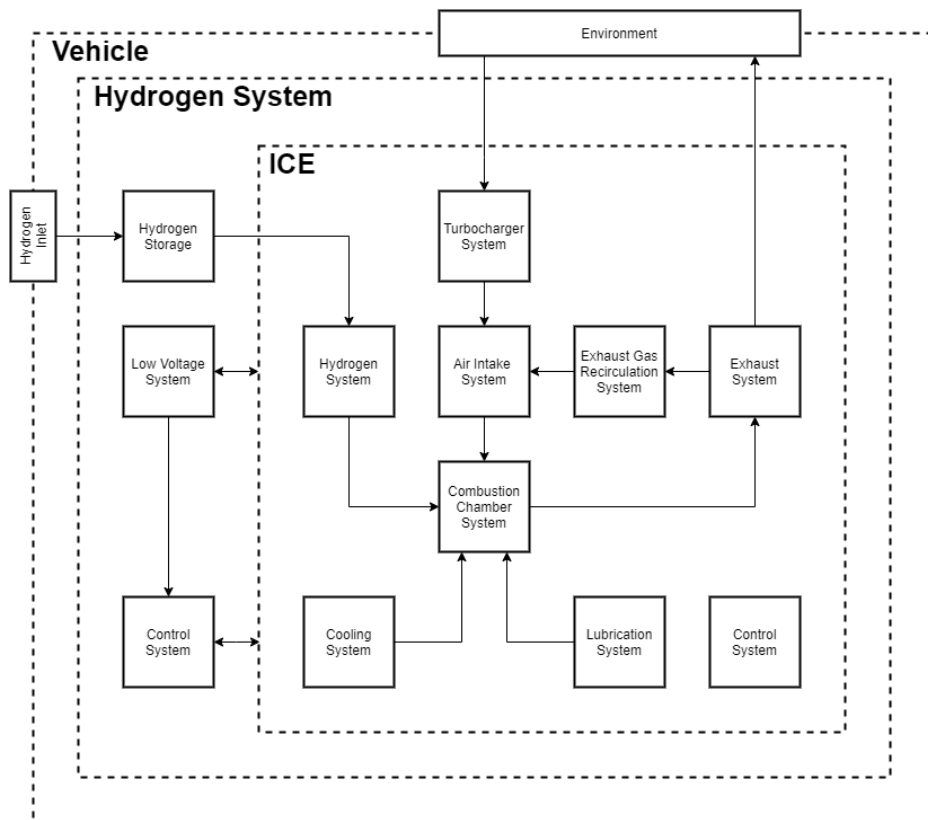 Environment
Vehicle
Hydrogen System
ICE
Hydrogen
Inlet
Hydrogen
Storage
Turbocharger
System
Low Voltage
System
Hydrogen
System
Air Intake
System
Exhaust Gas
Recirculation
System
Exhaust
System
Combustion
Chamber
System
Control
System
Cooling
System
Lubrication
System
Control
System